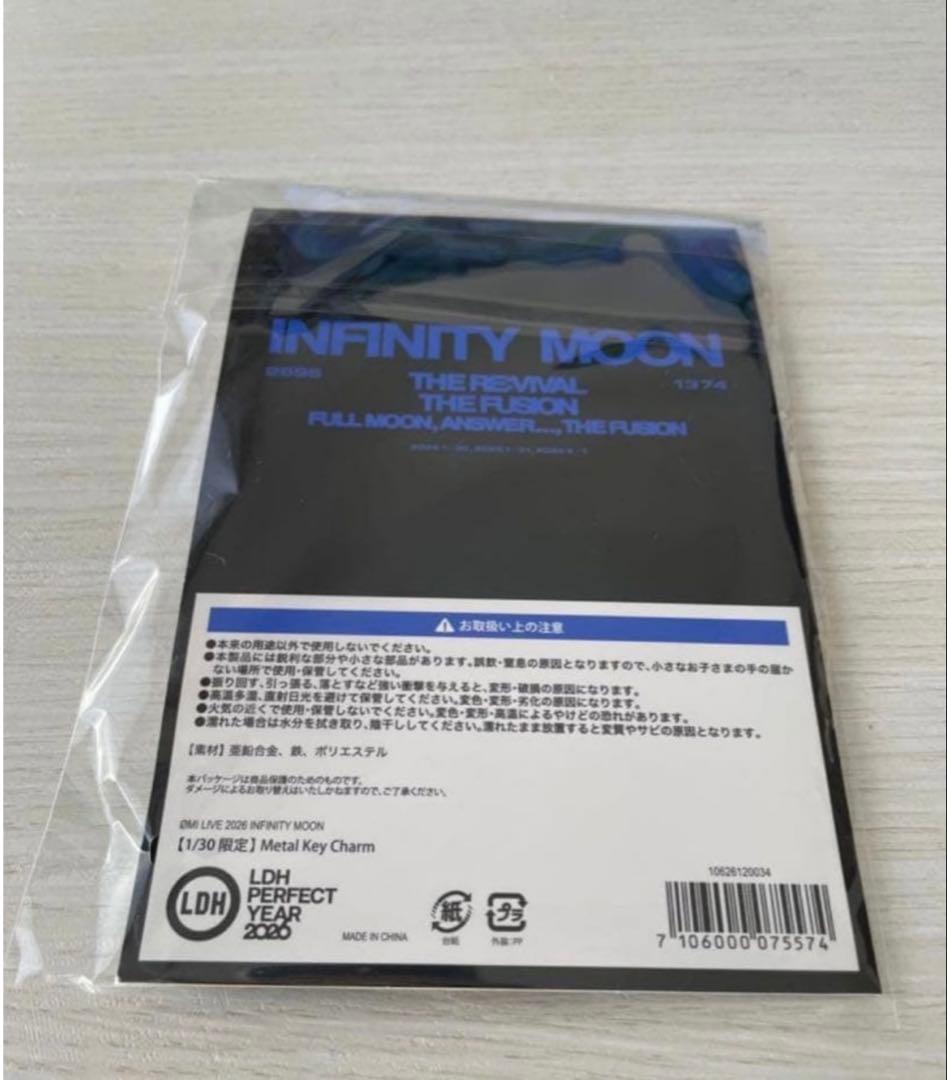 INFINITY MOON
2695
1374
THE REVIVAL
THE FUSION
FULL MOON, ANSWER..., THE FUSION
お取扱い上の注意
●本来の用途以外で使用しないでください。
●本製品には鋭利な部分や小さな部品があります。誤飲・窒息の原因となりますので、小さなお子さまの手の届か
ない場所で使用・保管してください。
●振り回す、引っ張る、落とすなど強い衝撃を与えると、変形・破損の原因になります。
●高温多湿、直射日光を避けて保管してください。変色・変形・劣化の原因になります。
●火気の近くで使用・保管しないでください。変色・変形・高温によるやけどの恐れがあります。
●濡れた場合は水分を拭き取り、陰干ししてください。濡れたまま放置すると変質やサビの原因となります。
【素材】亜鉛合金、鉄、ポリエステル
本パッケージは商品保護のためのものです。
ダメージによるお取り替えはいたしかねますので、ご了承ください。
ØMI LIVE 2026 INFINITY MOON
【1/30 限定】Metal Key Charm
LDH
LDH
PERFECT
YEAR
2026
MADE IN CHINA
紙
台紙
プラ
外装:PP
10626120034
7 106000 075574